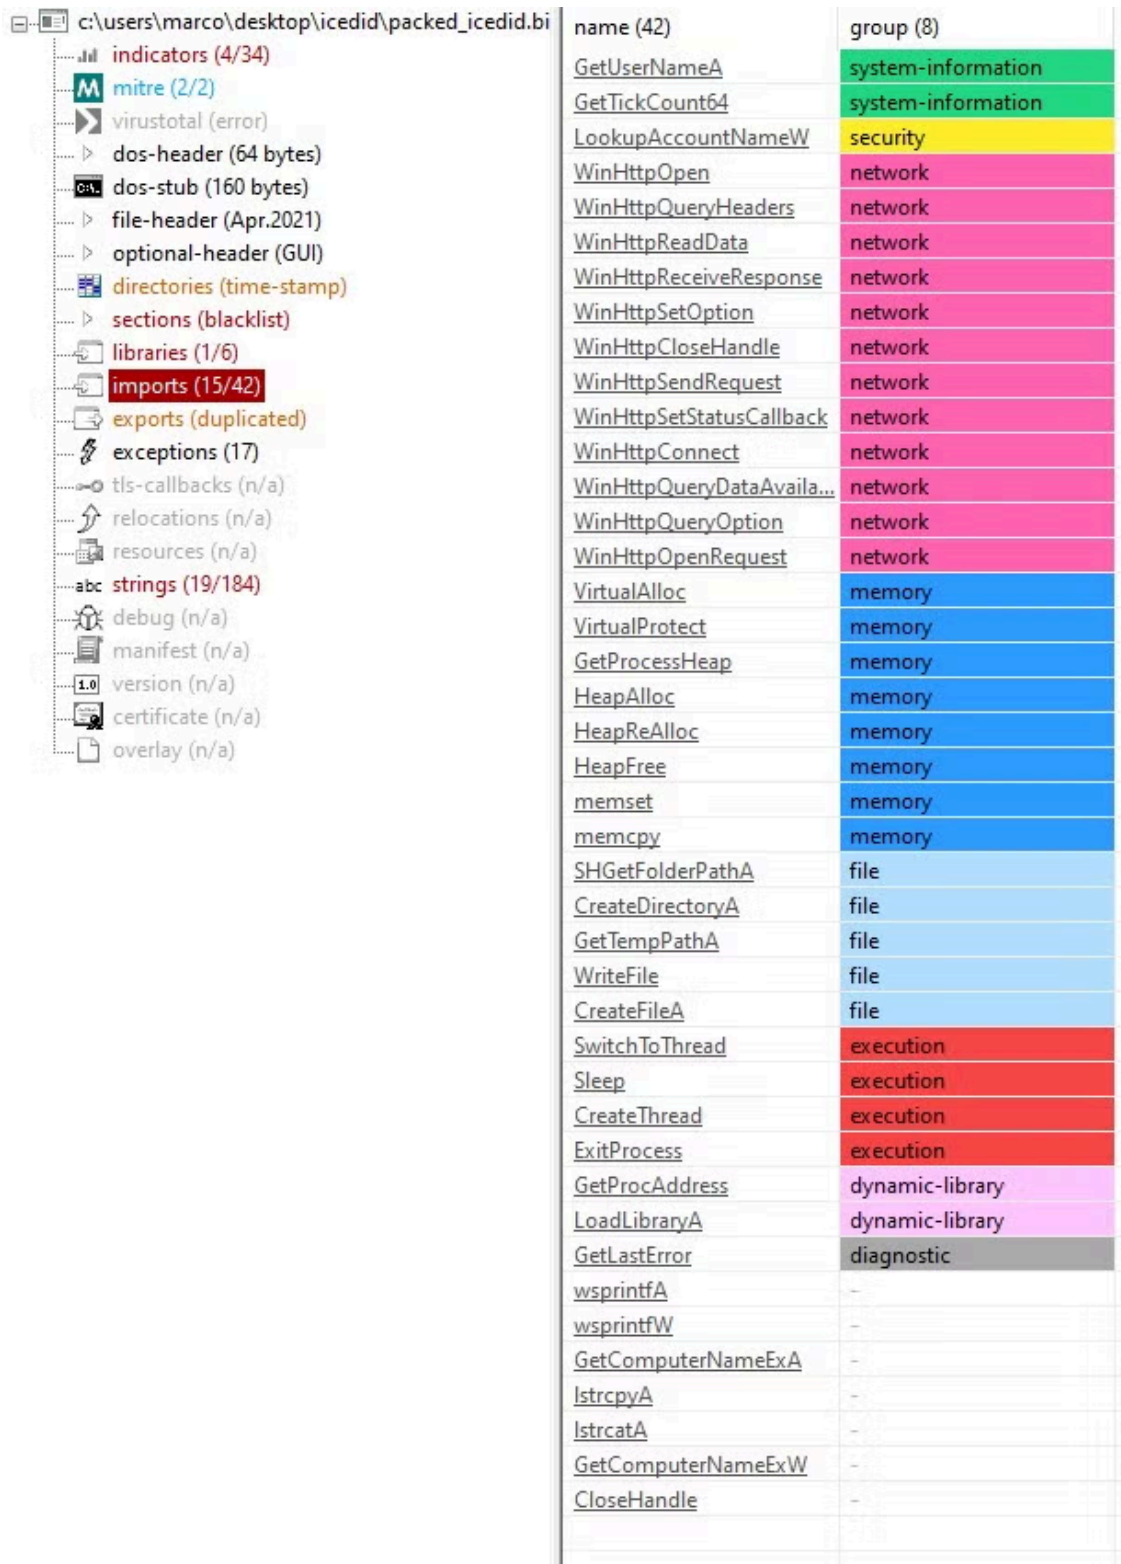 c:\users\marco\desktop\icedid\packed_icedid.bi
indicators (4/34)
M mitre (2/2)
virustotal (error)
dos-header (64 bytes)
C:\. dos-stub (160 bytes)
file-header (Apr.2021)
optional-header (GUI)
directories (time-stamp)
sections (blacklist)
libraries (1/6)
imports (15/42)
exports (duplicated)
exceptions (17)
tls-callbacks (n/a)
relocations (n/a)
resources (n/a)
abc strings (19/184)
debug (n/a)
manifest (n/a)
1.0 version (n/a)
certificate (n/a)
overlay (n/a)
name (42) group (8)
GetUserNameA system-information
GetTickCount64 system-information
LookupAccountNameW security
WinHttpOpen network
WinHttpQueryHeaders network
WinHttpReadData network
WinHttpReceiveResponse network
WinHttpSetOption network
WinHttpCloseHandle network
WinHttpSendRequest network
WinHttpSetStatusCallback network
WinHttpConnect network
WinHttpQueryDataAvaila... network
WinHttpQueryOption network
WinHttpOpenRequest network
VirtualAlloc memory
VirtualProtect memory
GetProcessHeap memory
HeapAlloc memory
HeapReAlloc memory
HeapFree memory
memset memory
memcpy memory
SHGetFolderPathA file
CreateDirectoryA file
GetTempPathA file
WriteFile file
CreateFileA file
SwitchToThread execution
Sleep execution
CreateThread execution
ExitProcess execution
GetProcAddress dynamic-library
LoadLibraryA dynamic-library
GetLastError diagnostic
wsprintfA -
wsprintfW -
GetComputerNameExA -
lstrcpyA -
lstrcatA -
GetComputerNameExW -
CloseHandle -